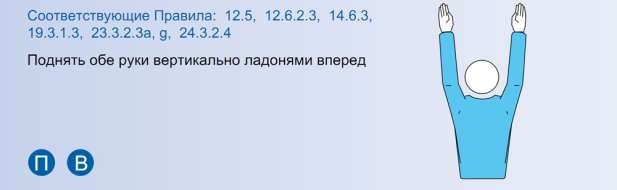 Соответствующие Правила: 12.5, 12.6.2.3, 14.6.3,
19.3.1.3, 23.3.2.3a, g, 24.3.2.4
Поднять обе руки вертикально ладонями вперед
П В